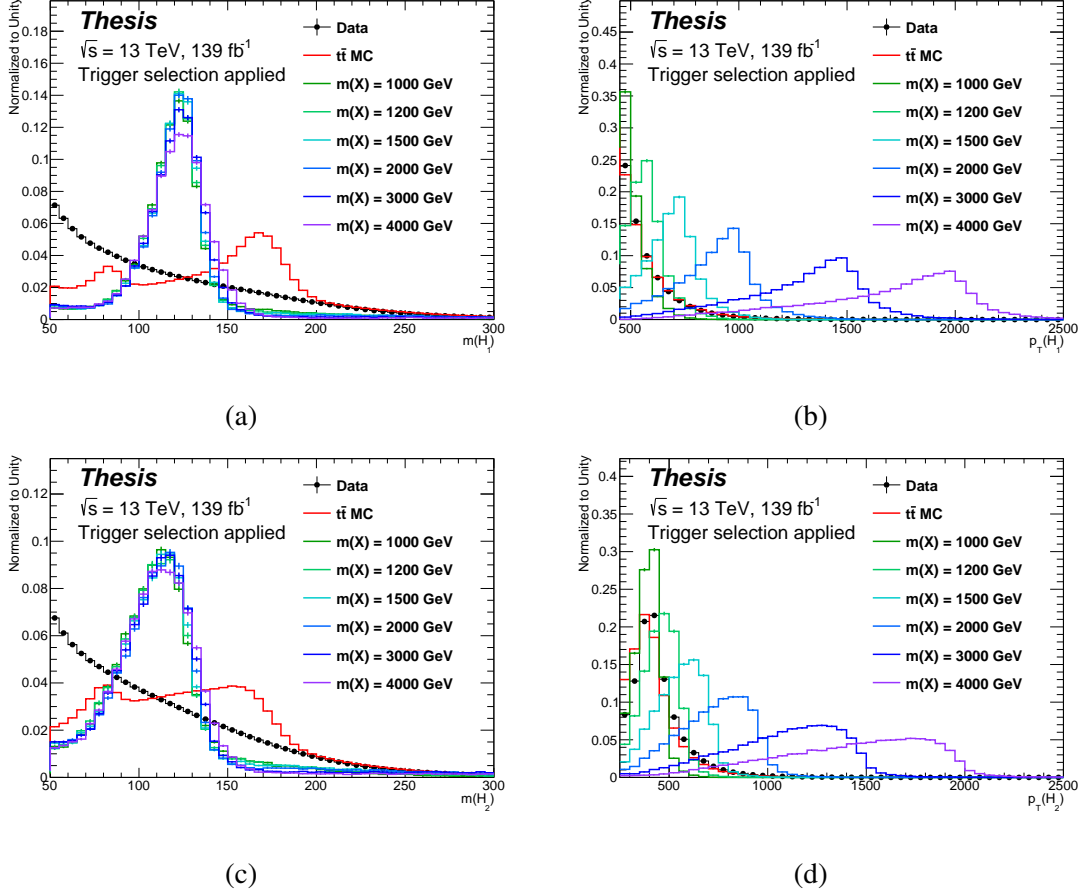 Normalized to Unity
Thesis
√s = 13 TeV, 139 fb⁻¹
Trigger selection applied
Data
tt̄ MC
m(X) = 1000 GeV
m(X) = 1200 GeV
m(X) = 1500 GeV
m(X) = 2000 GeV
m(X) = 3000 GeV
m(X) = 4000 GeV
0.18
0.16
0.14
0.12
0.1
0.08
0.06
0.04
0.02
0
50 100 150 200 250 300
m(H₁)
(a)
Normalized to Unity
Thesis
√s = 13 TeV, 139 fb⁻¹
Trigger selection applied
Data
tt̄ MC
m(X) = 1000 GeV
m(X) = 1200 GeV
m(X) = 1500 GeV
m(X) = 2000 GeV
m(X) = 3000 GeV
m(X) = 4000 GeV
0.45
0.4
0.35
0.3
0.25
0.2
0.15
0.1
0.05
0
500 1000 1500 2000 2500
p_T(H₁)
(b)
Normalized to Unity
Thesis
√s = 13 TeV, 139 fb⁻¹
Trigger selection applied
Data
tt̄ MC
m(X) = 1000 GeV
m(X) = 1200 GeV
m(X) = 1500 GeV
m(X) = 2000 GeV
m(X) = 3000 GeV
m(X) = 4000 GeV
0.12
0.1
0.08
0.06
0.04
0.02
0
50 100 150 200 250 300
m(H₂)
(c)
Normalized to Unity
Thesis
√s = 13 TeV, 139 fb⁻¹
Trigger selection applied
Data
tt̄ MC
m(X) = 1000 GeV
m(X) = 1200 GeV
m(X) = 1500 GeV
m(X) = 2000 GeV
m(X) = 3000 GeV
m(X) = 4000 GeV
0.4
0.35
0.3
0.25
0.2
0.15
0.1
0.05
0
500 1000 1500 2000 2500
p_T(H₂)
(d)